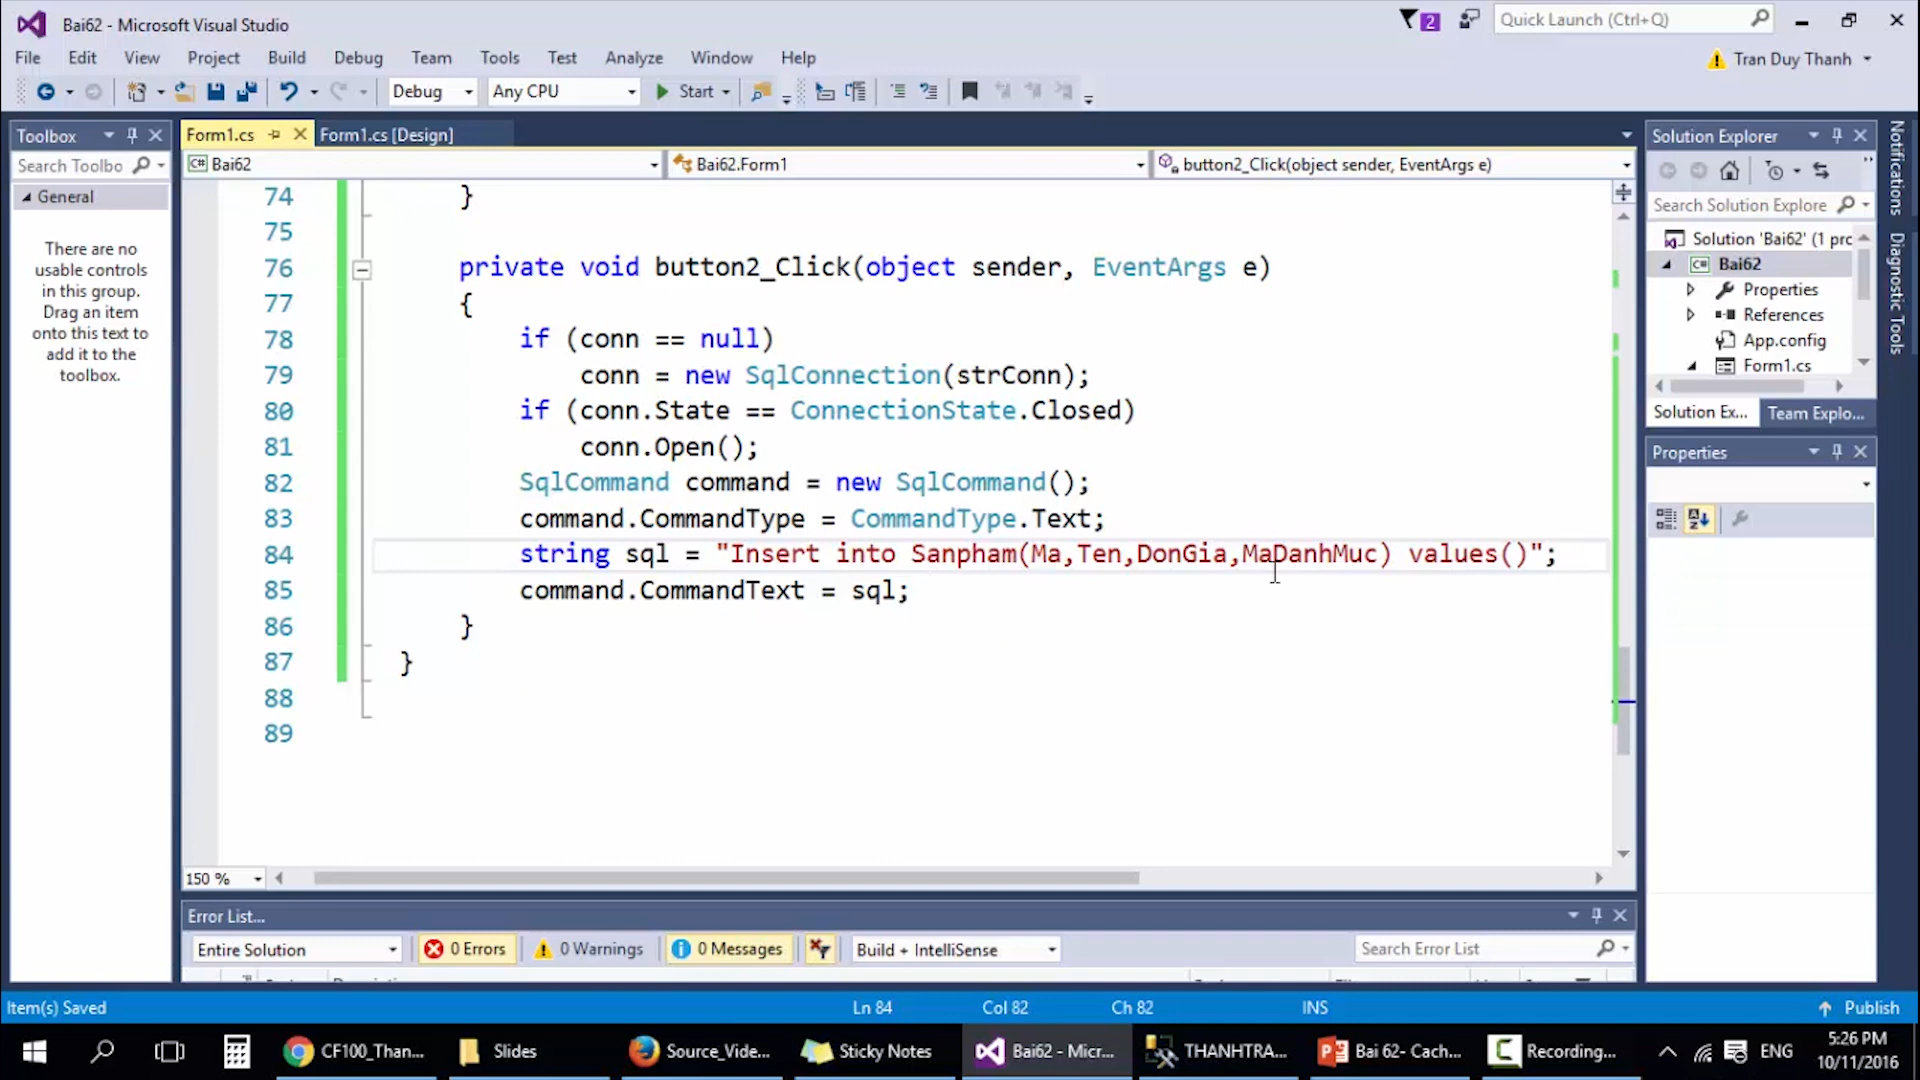 Bai62 - Microsoft Visual Studio
2
Quick Launch (Ctrl+Q)
File Edit View Project Build Debug Team Tools Test Analyze Window Help
Tran Duy Thanh
Debug Any CPU Start
Toolbox
Form1.cs Form1.cs [Design]
Solution Explorer
Notifications
Diagnostic Tools
Search Toolbo
C# Bai62
Bai62.Form1
button2_Click(object sender, EventArgs e)
General
There are no
usable controls
in this group.
Drag an item
onto this text to
add it to the
toolbox.
Search Solution Explore
Solution 'Bai62' (1 prc
C# Bai62
Properties
References
App.config
Form1.cs
Solution Ex... Team Explo...
Properties
74 }
75
76 private void button2_Click(object sender, EventArgs e)
77 {
78 if (conn == null)
79 conn = new SqlConnection(strConn);
80 if (conn.State == ConnectionState.Closed)
81 conn.Open();
82 SqlCommand command = new SqlCommand();
83 command.CommandType = CommandType.Text;
84 string sql = "Insert into Sanpham(Ma,Ten,DonGia,MaDanhMuc) values()";
85 command.CommandText = sql;
86 }
87 }
88
89
150 %
Error List...
Entire Solution 0 Errors 0 Warnings 0 Messages Build + IntelliSense Search Error List
Item(s) Saved Ln 84 Col 82 Ch 82 INS Publish
CF100_Than... Slides Source_Vide... Sticky Notes Bai62 - Micr... THANHTRA... Bai 62- Cach... Recording... ENG
5:26 PM
10/11/2016